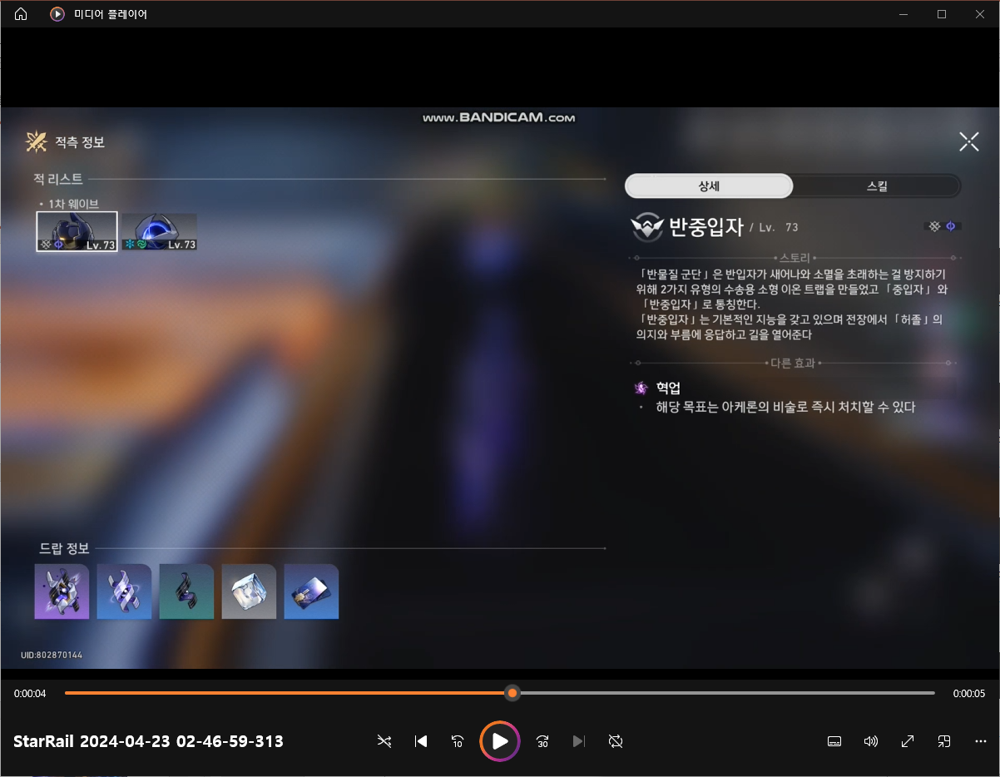 미디어 플레이어
www.BANDICAM.com
적측 정보
적 리스트
• 1차 웨이브
Lv.73
Lv.73
상세
스킬
반중입자 / Lv. 73
• 스토리 •
「반물질 군단」은 반입자가 새어나와 소멸을 초래하는 걸 방지하기
위해 2가지 유형의 수송용 소형 이온 트랩을 만들었고 「중입자」와
「반중입자」로 통칭한다.
「반중입자」는 기본적인 지능을 갖고 있으며 전장에서 「허졸」의
의지와 부름에 응답하고 길을 열어준다
• 다른 효과 •
혁업
• 해당 목표는 아케론의 비술로 즉시 처치할 수 있다
드랍 정보
UID:802870144
0:00:04
0:00:05
StarRail 2024-04-23 02-46-59-313
10
30